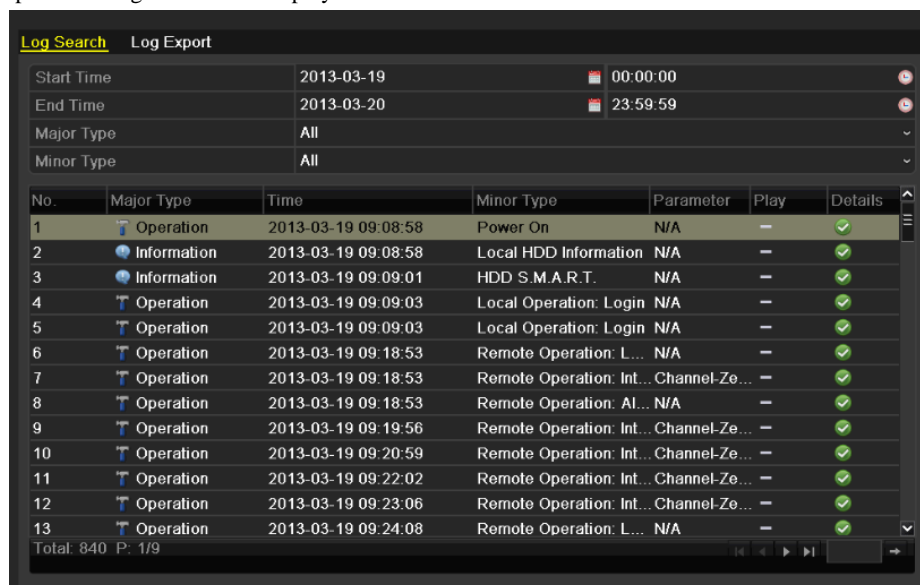 Log Search Log Export
Start Time 2013-03-19 00:00:00
End Time 2013-03-20 23:59:59
Major Type All
Minor Type All
No. Major Type Time Minor Type Parameter Play Details
1 Operation 2013-03-19 09:08:58 Power On N/A —
2 Information 2013-03-19 09:08:58 Local HDD Information N/A —
3 Information 2013-03-19 09:09:01 HDD S.M.A.R.T. N/A —
4 Operation 2013-03-19 09:09:03 Local Operation: Login N/A —
5 Operation 2013-03-19 09:09:03 Local Operation: Login N/A —
6 Operation 2013-03-19 09:18:53 Remote Operation: L... N/A —
7 Operation 2013-03-19 09:18:53 Remote Operation: Int... Channel-Ze... —
8 Operation 2013-03-19 09:18:53 Remote Operation: Al... N/A —
9 Operation 2013-03-19 09:19:56 Remote Operation: Int... Channel-Ze... —
10 Operation 2013-03-19 09:20:59 Remote Operation: Int... Channel-Ze... —
11 Operation 2013-03-19 09:22:02 Remote Operation: Int... Channel-Ze... —
12 Operation 2013-03-19 09:23:06 Remote Operation: Int... Channel-Ze... —
13 Operation 2013-03-19 09:24:08 Remote Operation: L... N/A —
Total: 840 P: 1/9